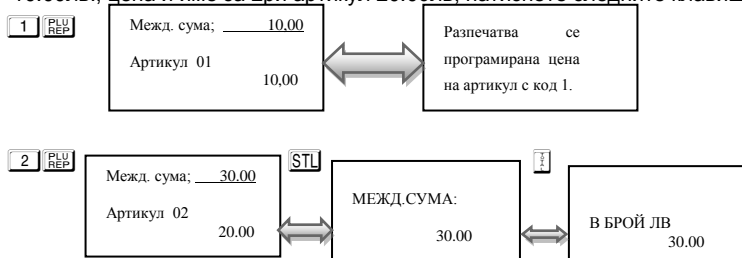 1 PLU REP
Межд. сума; 10,00
Артикул 01
10,00
Разпечатва се
програмирана цена
на артикул с код 1.
2 PLU REP
Межд. сума; 30.00
Артикул 02
20.00
STL
МЕЖД.СУМА:
30.00
TOTAL
В БРОЙ ЛВ
30.00